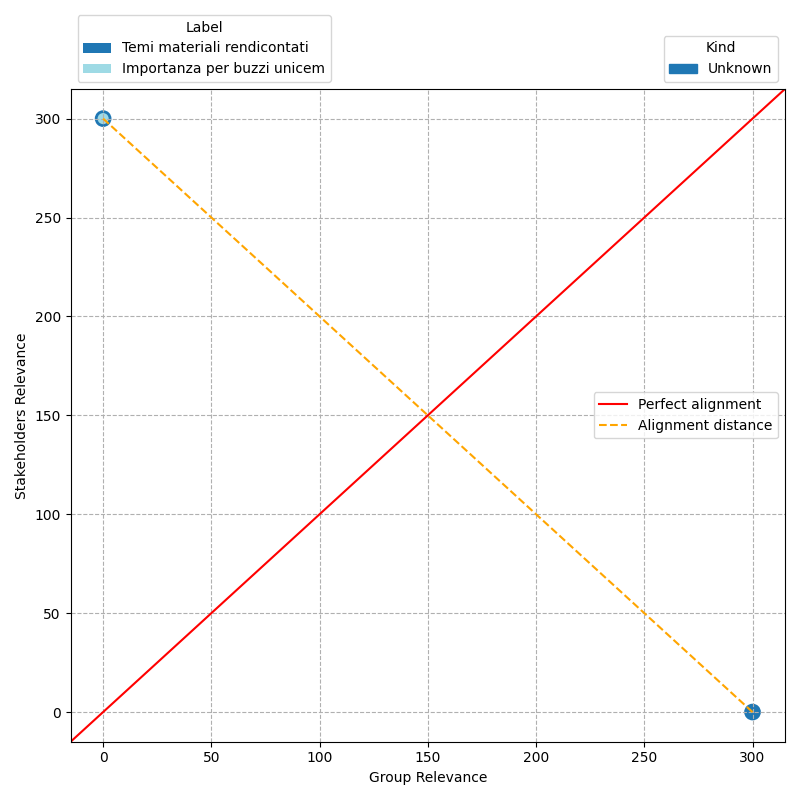 Label
Temi materiali rendicontati
Importanza per buzzi unicem
Kind
Unknown
Stakeholders Relevance
300
250
200
150
100
50
0
Perfect alignment
Alignment distance
0 50 100 150 200 250 300
Group Relevance